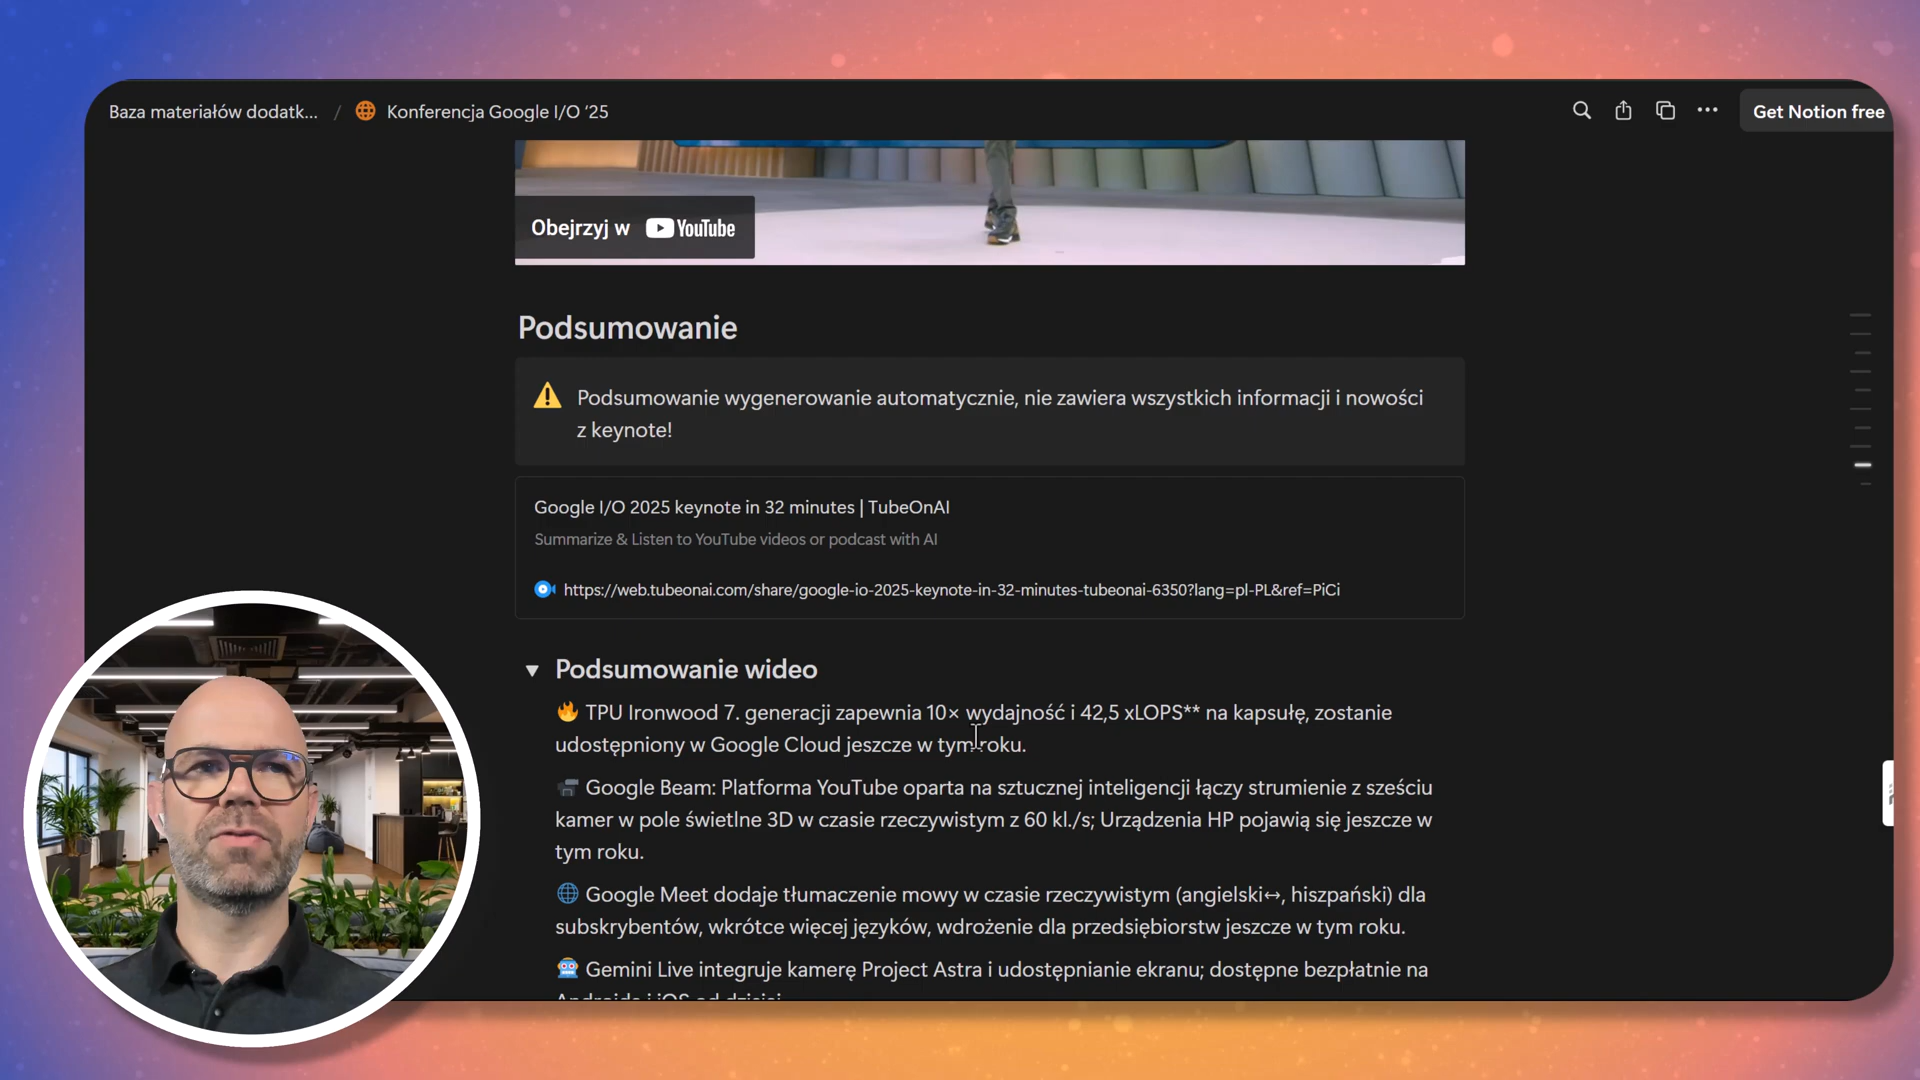 Baza materiałów dodatk... / Konferencja Google I/O ‘25
Get Notion free
Obejrzyj w YouTube
Podsumowanie
Podsumowanie wygenerowanie automatycznie, nie zawiera wszystkich informacji i nowości
z keynote!
Google I/O 2025 keynote in 32 minutes | TubeOnAI
Summarize & Listen to YouTube videos or podcast with AI
https://web.tubeonai.com/share/google-io-2025-keynote-in-32-minutes-tubeonai-6350?lang=pl-PL&ref=PiCi
Podsumowanie wideo
🔥 TPU Ironwood 7. generacji zapewnia 10× wydajność i 42,5 xLOPS** na kapsułę, zostanie
udostępniony w Google Cloud jeszcze w tym roku.
Google Beam: Platforma YouTube oparta na sztucznej inteligencji łączy strumienie z sześciu
kamer w pole świetlne 3D w czasie rzeczywistym z 60 kl./s; Urządzenia HP pojawią się jeszcze w
tym roku.
🌐 Google Meet dodaje tłumaczenie mowy w czasie rzeczywistym (angielski↔, hiszpański) dla
subskrybentów, wkrótce więcej języków, wdrożenie dla przedsiębiorstw jeszcze w tym roku.
🤖 Gemini Live integruje kamerę Project Astra i udostępnianie ekranu; dostępne bezpłatnie na
Androida i iOS od dzisiaj